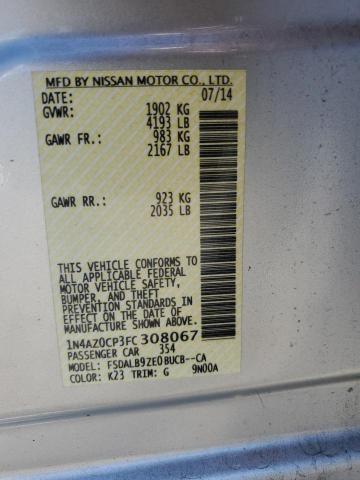 MFD BY NISSAN MOTOR CO., LTD.
DATE: 07/14
GVWR: 1902 KG
4193 LB
GAWR FR.: 983 KG
2167 LB
GAWR RR.: 923 KG
2035 LB
THIS VEHICLE CONFORMS TO
ALL APPLICABLE FEDERAL
MOTOR VEHICLE SAFETY,
BUMPER, AND THEFT
PREVENTION STANDARDS IN
EFFECT ON THE DATE OF
MANUFACTURE SHOWN ABOVE.
1N4AZ0CP3FC308067
PASSENGER CAR 354
MODEL: FSDALB9ZE0BUCB--CA
COLOR: K23 TRIM: G 9N00A